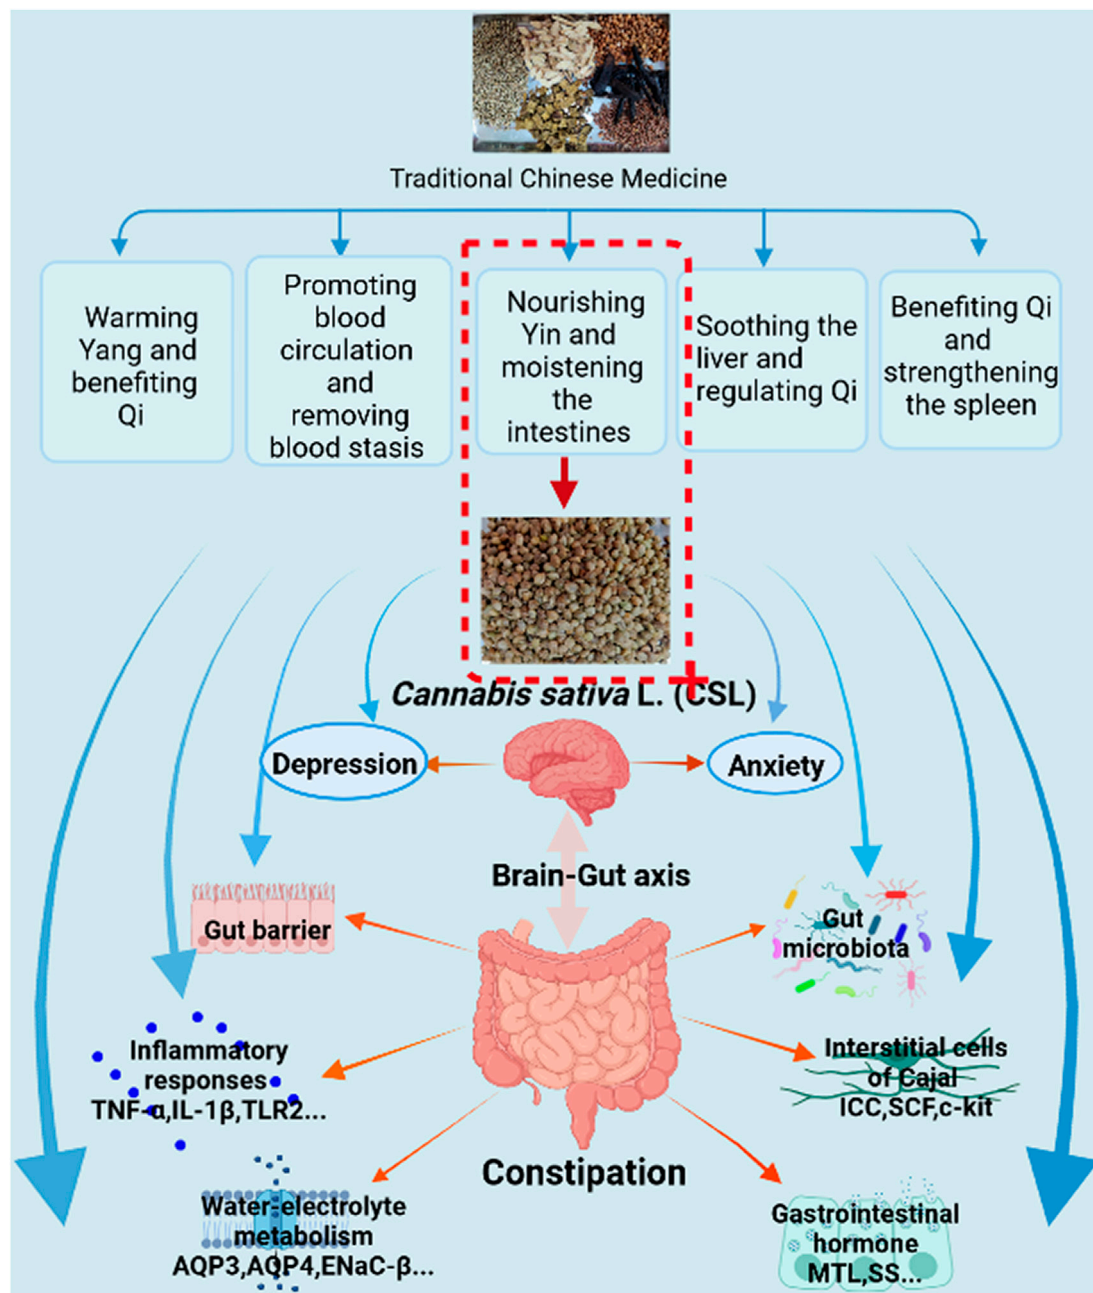 Traditional Chinese Medicine
Warming
Yang and
benefiting
Qi
Promoting
blood
circulation
and
removing
blood stasis
Nourishing
Yin and
moistening
the
intestines
Soothing the
liver and
regulating Qi
Benefiting Qi
and
strengthening
the spleen
Cannabis sativa L. (CSL)
Depression
Anxiety
Brain-Gut axis
Gut barrier
Gut
microbiota
Inflammatory
responses
TNF-α,IL-1β,TLR2...
Interstitial cells
of Cajal
ICC,SCF,c-kit
Constipation
Water-electrolyte
metabolism
AQP3,AQP4,ENaC-β...
Gastrointestinal
hormone
MTL,SS...